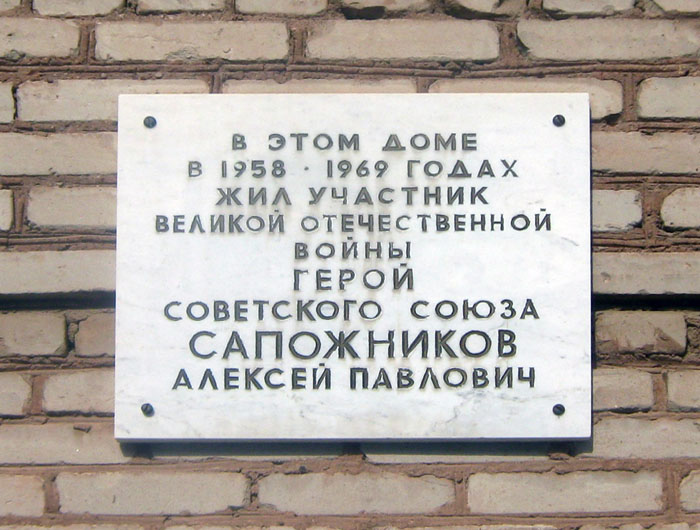 В ЭТОМ ДОМЕ
В 1958 · 1969 ГОДАХ
ЖИЛ УЧАСТНИК
ВЕЛИКОЙ ОТЕЧЕСТВЕННОЙ
ВОЙНЫ
ГЕРОЙ
СОВЕТСКОГО СОЮЗА
САПОЖНИКОВ
АЛЕКСЕЙ ПАВЛОВИЧ